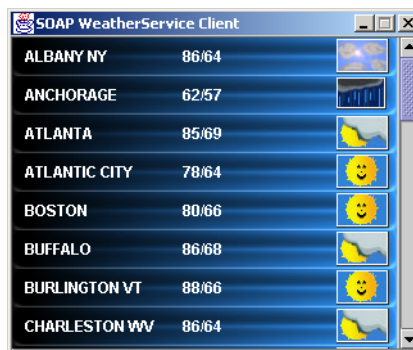 SOAP WeatherService Client
ALBANY NY 86/64
ANCHORAGE 62/57
ATLANTA 85/69
ATLANTIC CITY 78/64
BOSTON 80/66
BUFFALO 86/68
BURLINGTON VT 88/66
CHARLESTON WV 86/64